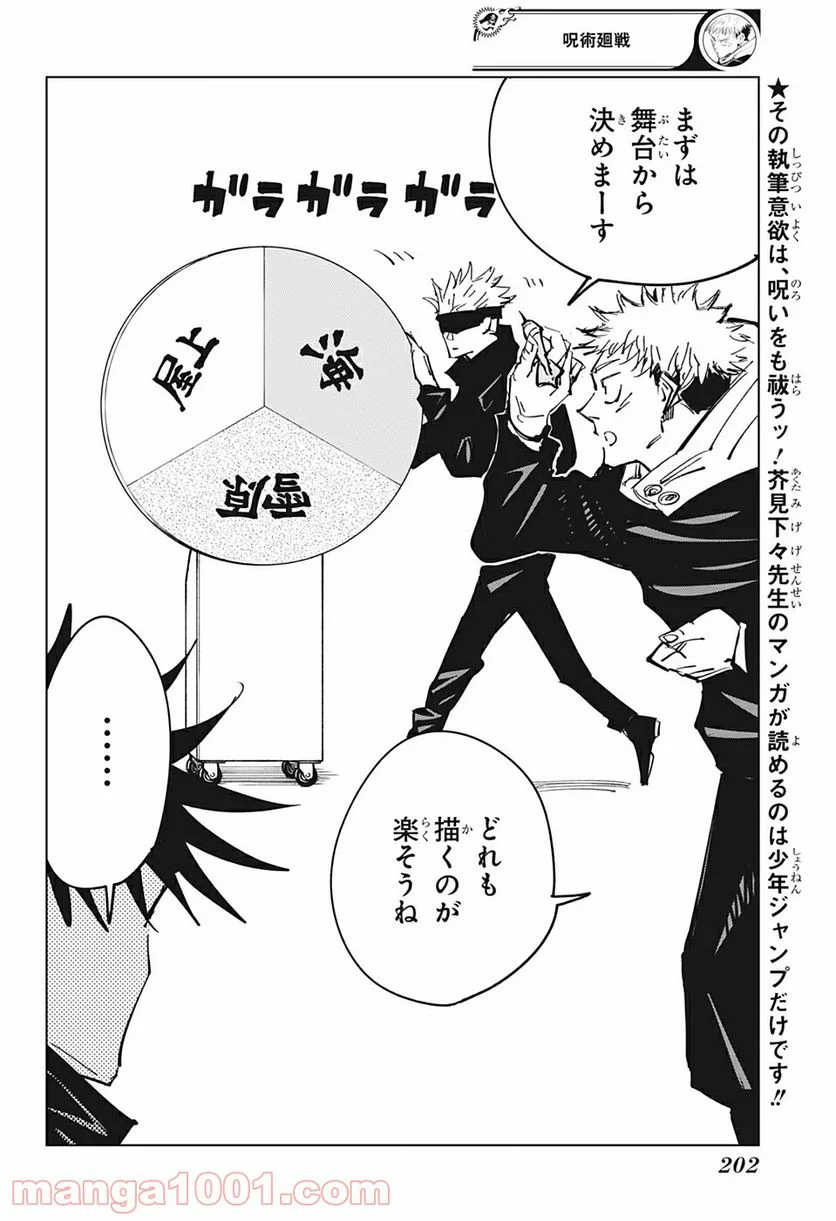 呪術廻戦
★その執筆意欲は、呪いをも祓うッ!芥見下々先生のマンガが読めるのは少年ジャンプだけです!!
まずは
舞台から
決めまーす
ガラガラガラ
海
工場
雪原
どれも
描くのが
楽そうね
……
202
manga1001.com